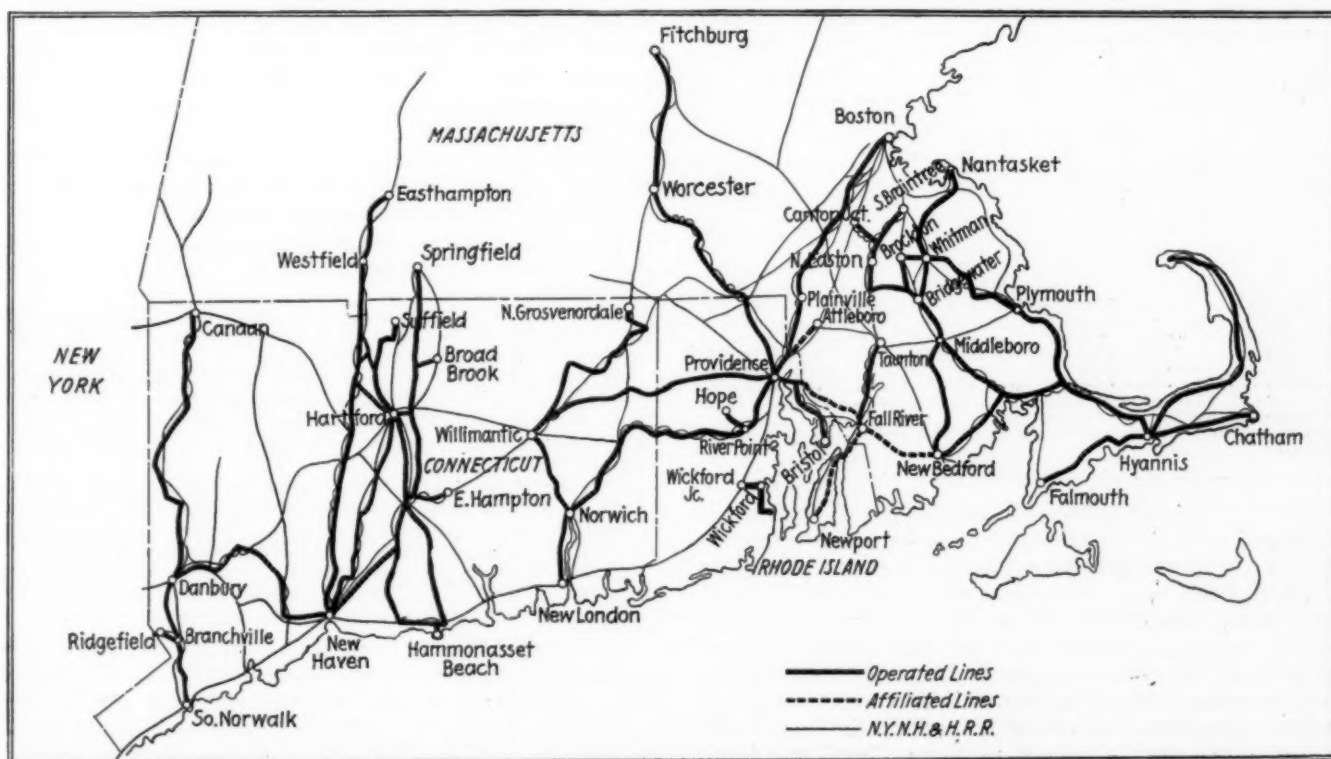 Fitchburg
Boston
MASSACHUSETTS
Nantasket
S. Braintree
Easthampton
Worcester
Canton Jct.
Brockton
Whitman
Westfield
Springfield
N. Easton
Bridgewater
Plymouth
Plainville
Attleboro
N. Grosvenordale
Canaan
Suffield
NEW
YORK
Broad
Brook
Providense
Taunton
Middleboro
Hope
Hartford
Willimantic
Fall River
River Point
Bristol
Chatham
CONNECTICUT
New Bedford
Hyannis
E. Hampton
Wickford
Jc.
Wickford
Falmouth
Norwich
Newport
RHODE ISLAND
Danbury
New London
Ridgefield
Branchville
New
Haven
Hammonasset
Beach
So. Norwalk
Operated Lines
Affiliated Lines
N.Y.N.H.& H.R.R.